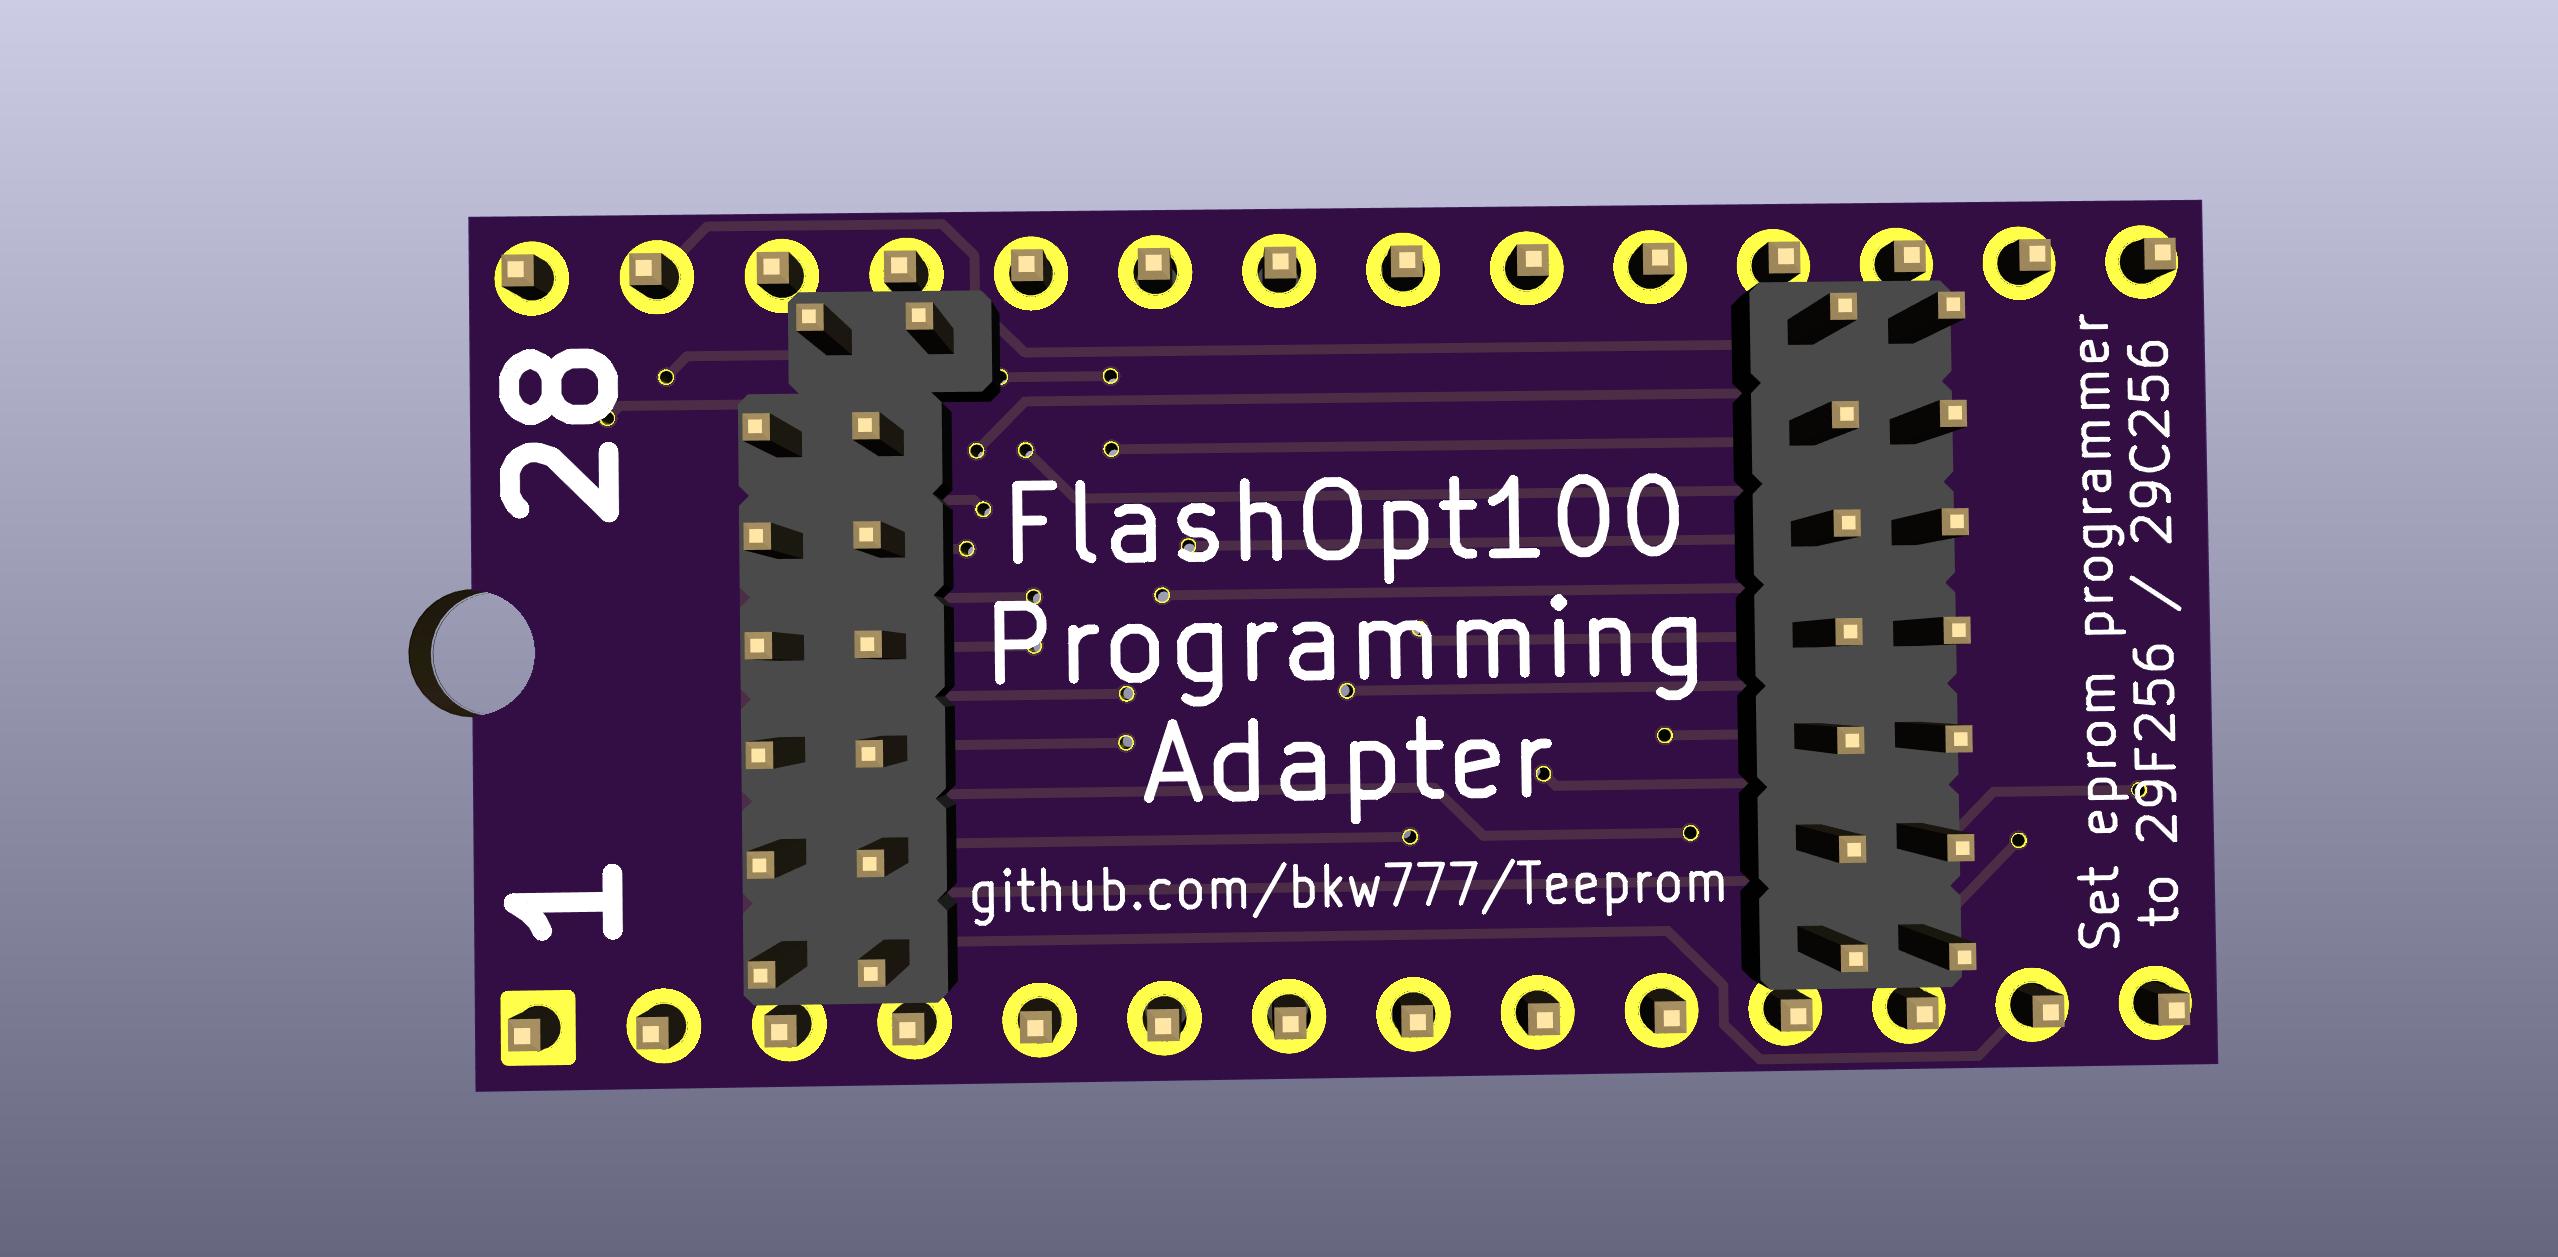 28
1
FlashOpt100
Programming
Adapter
github.com/bkw777/Teeprom
Set eprom programmer
to 29F256 / 29C256